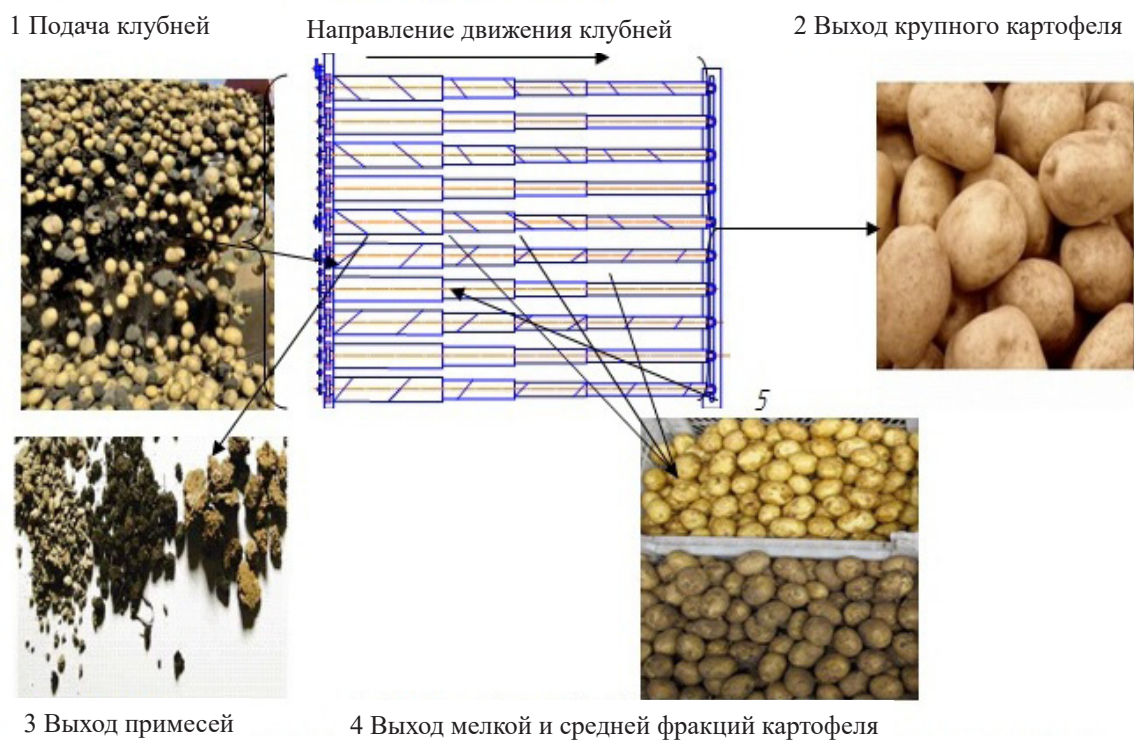 1 Подача клубней
Направление движения клубней
2 Выход крупного картофеля
5
3 Выход примесей
4 Выход мелкой и средней фракций картофеля